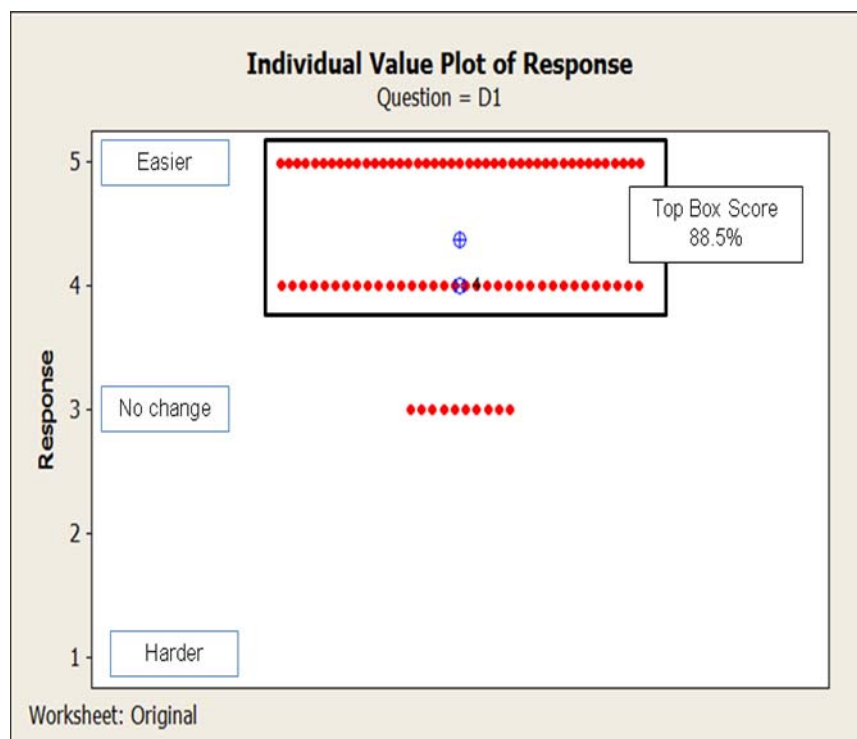 Individual Value Plot of Response
Question = D1
5
Easier
Top Box Score
88.5%
4
4
3
No change
Response
2
1
Harder
Worksheet: Original